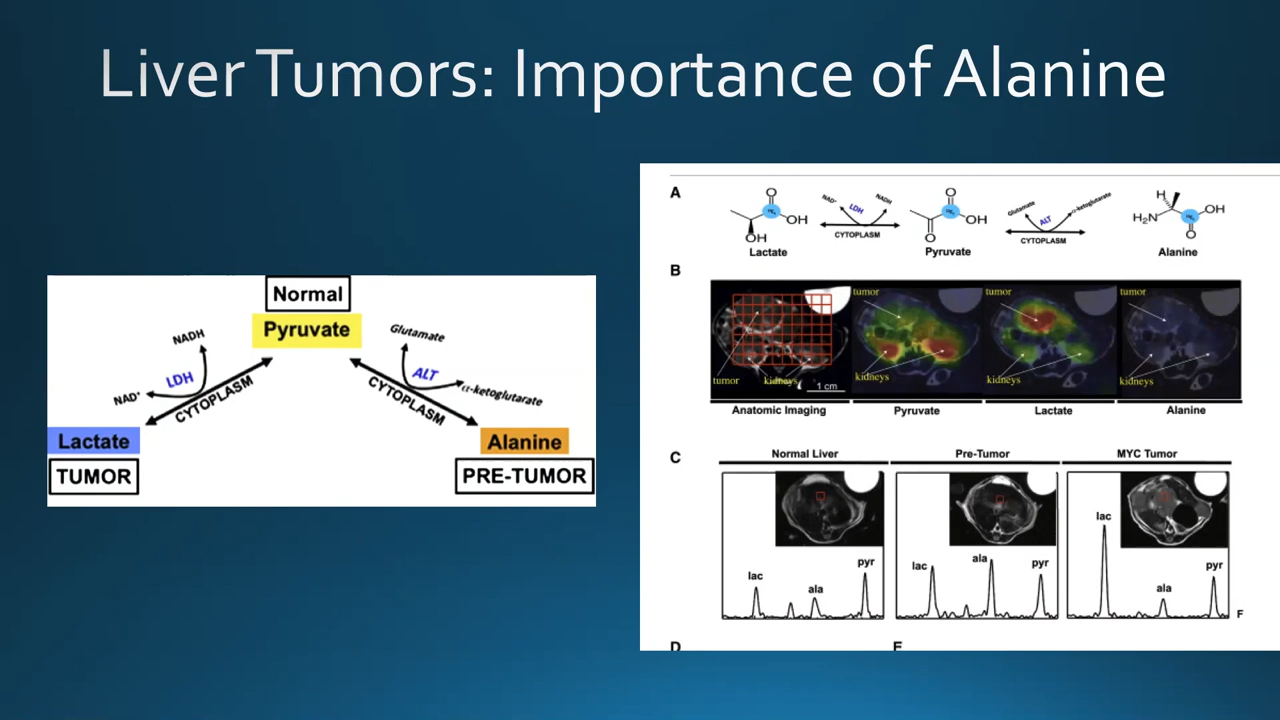 Liver Tumors: Importance of Alanine
Normal
Pyruvate
NADH
LDH
NAD⁺
CYTOPLASM
Glutamate
ALT
α-ketoglutarate
CYTOPLASM
Lactate
TUMOR
Alanine
PRE-TUMOR
A
O
OH
OH
Lactate
NAD⁺
LDH
NADH
CYTOPLASM
O
OH
O
Pyruvate
Glutamate
ALT
α-ketoglutarate
CYTOPLASM
H
H₂N
OH
O
Alanine
B
tumor
kidneys
1 cm
Anatomic Imaging
tumor
kidneys
Pyruvate
tumor
kidneys
Lactate
tumor
kidneys
Alanine
C
Normal Liver
Pre-Tumor
MYC Tumor
lac
ala
pyr
lac
ala
pyr
lac
ala
pyr
F
D
E